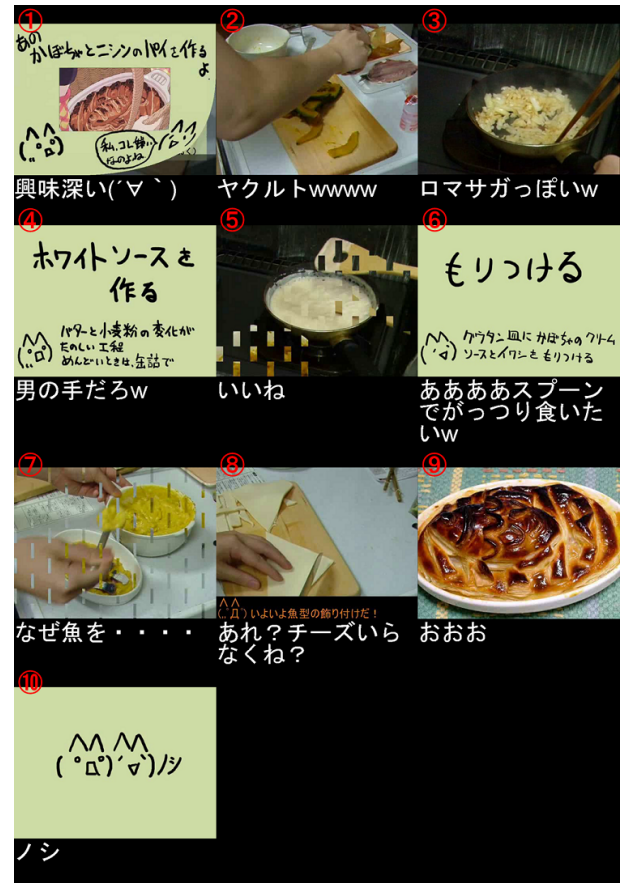 ①
あの
かぼちゃとニシンのパイを作る
よ
私、コレ嫌い
なのよね
興味深い(´∀｀)
②
ヤクルトwwww
③
ロマサガっぽいw
④
ホワイトソースを
作る
バターと小麦粉の変化が
たのしい工程
めんどいときは、缶詰で
男の手だろw
⑤
いいね
⑥
もりつける
グラタン皿にかぼちゃのクリーム
ソースとイワシをもりつける
ああああスプーン
でがっつり食いた
いw
⑦
なぜ魚を・・・・
⑧
いよいよ魚型の飾り付けだ！
あれ？チーズいら
なくね？
⑨
おおお
⑩
( ﾟДﾟ)´∇`)ノシ
ノシ